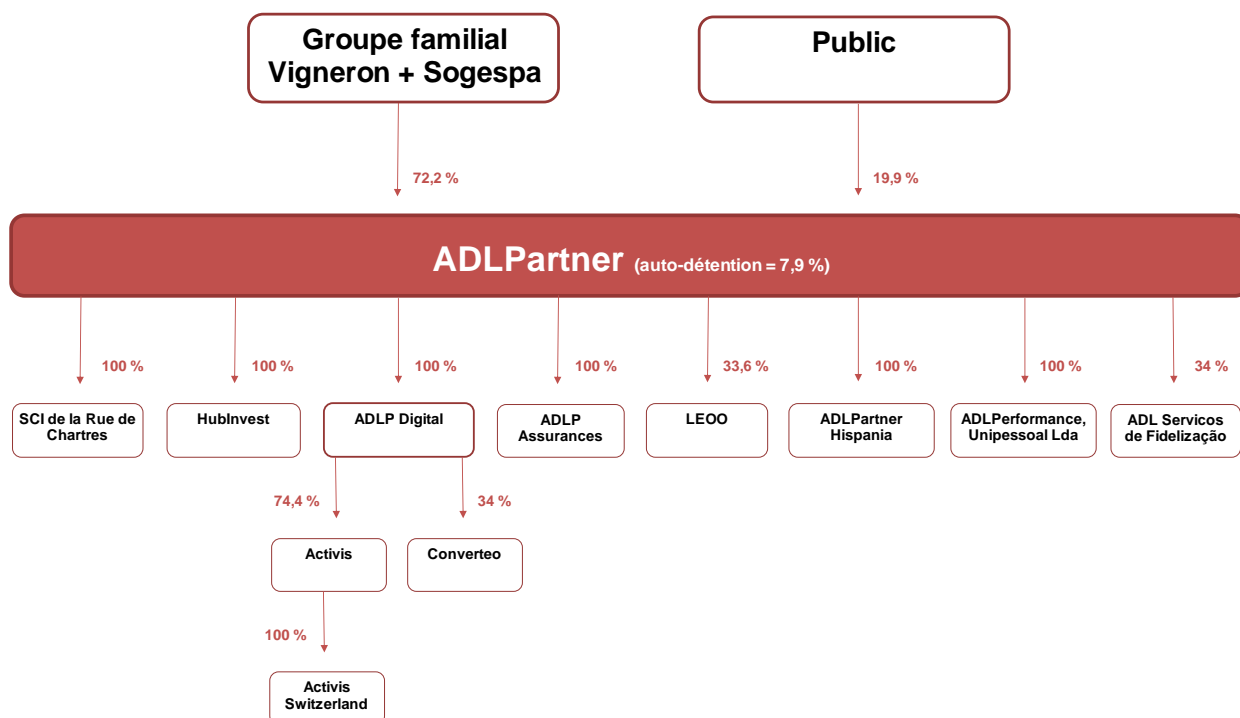 Groupe familial
Vigneron + Sogespa
Public
72,2 %
19,9 %
ADLPartner (auto-détention = 7,9 %)
100 %
100 %
100 %
100 %
33,6 %
100 %
100 %
34 %
SCI de la Rue de
Chartres
HubInvest
ADLP Digital
ADLP
Assurances
LEOO
ADLPartner
Hispania
ADLPerformance,
Unipessoal Lda
ADL Servicos
de Fidelização
74,4 %
34 %
Activis
Converteo
100 %
Activis
Switzerland